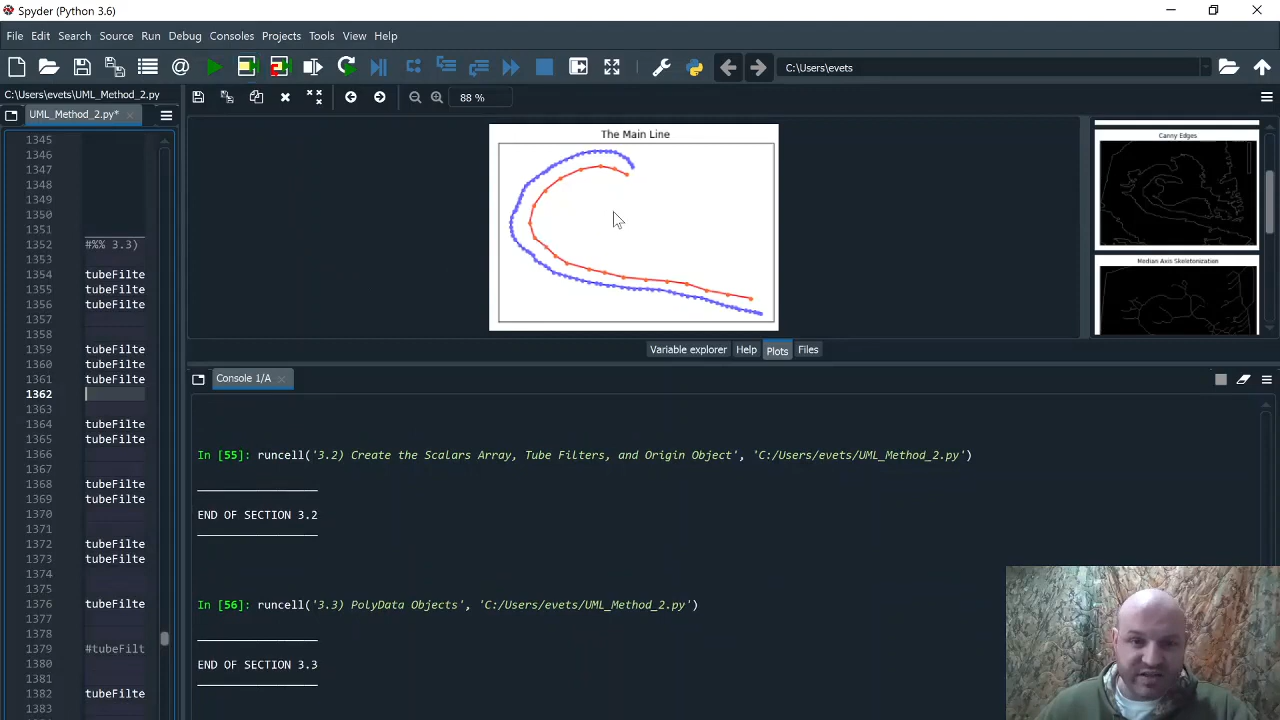 Spyder (Python 3.6)
File Edit Search Source Run Debug Consoles Projects Tools View Help
C:\Users\evets
C:\Users\evets\UML_Method_2.py
UML_Method_2.py*
88 %
The Main Line
Canny Edges
Median Axis Skeletonization
Variable explorer Help Plots Files
Console 1/A
1345
1346
1347
1348
1349
1350
1351
1352 #%% 3.3)
1353
1354 tubeFilte
1355 tubeFilte
1356 tubeFilte
1357
1358
1359 tubeFilte
1360 tubeFilte
1361 tubeFilte
1362
1363
1364 tubeFilte
1365 tubeFilte
1366
1367
1368 tubeFilte
1369 tubeFilte
1370
1371
1372 tubeFilte
1373 tubeFilte
1374
1375
1376 tubeFilte
1377
1378
1379 #tubeFilt
1380
1381
1382 tubeFilte
1383
In [55]: runcell('3.2) Create the Scalars Array, Tube Filters, and Origin Object', 'C:/Users/evets/UML_Method_2.py')
END OF SECTION 3.2
In [56]: runcell('3.3) PolyData Objects', 'C:/Users/evets/UML_Method_2.py')
END OF SECTION 3.3